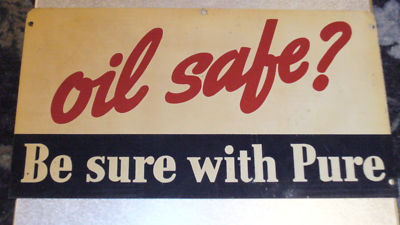 oil safe?
Be sure with Pure